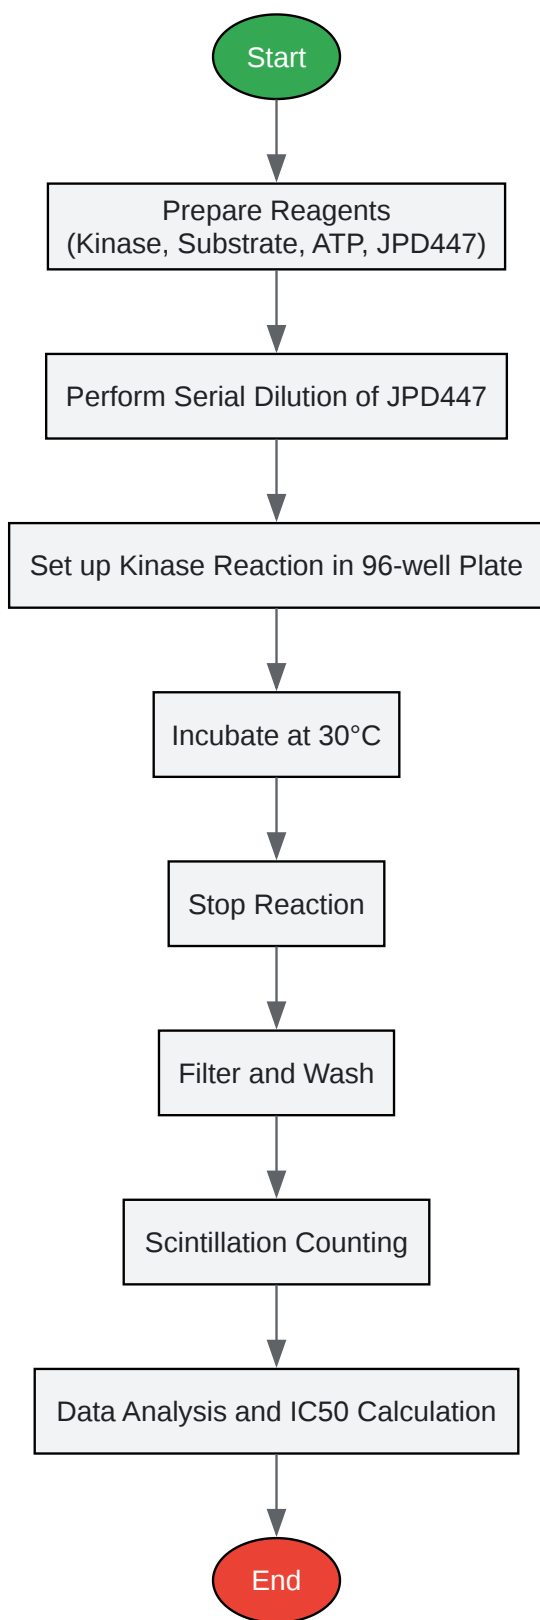 Start
Prepare Reagents
(Kinase, Substrate, ATP, JPD447)
Perform Serial Dilution of JPD447
Set up Kinase Reaction in 96-well Plate
Incubate at 30°C
Stop Reaction
Filter and Wash
Scintillation Counting
Data Analysis and IC50 Calculation
End